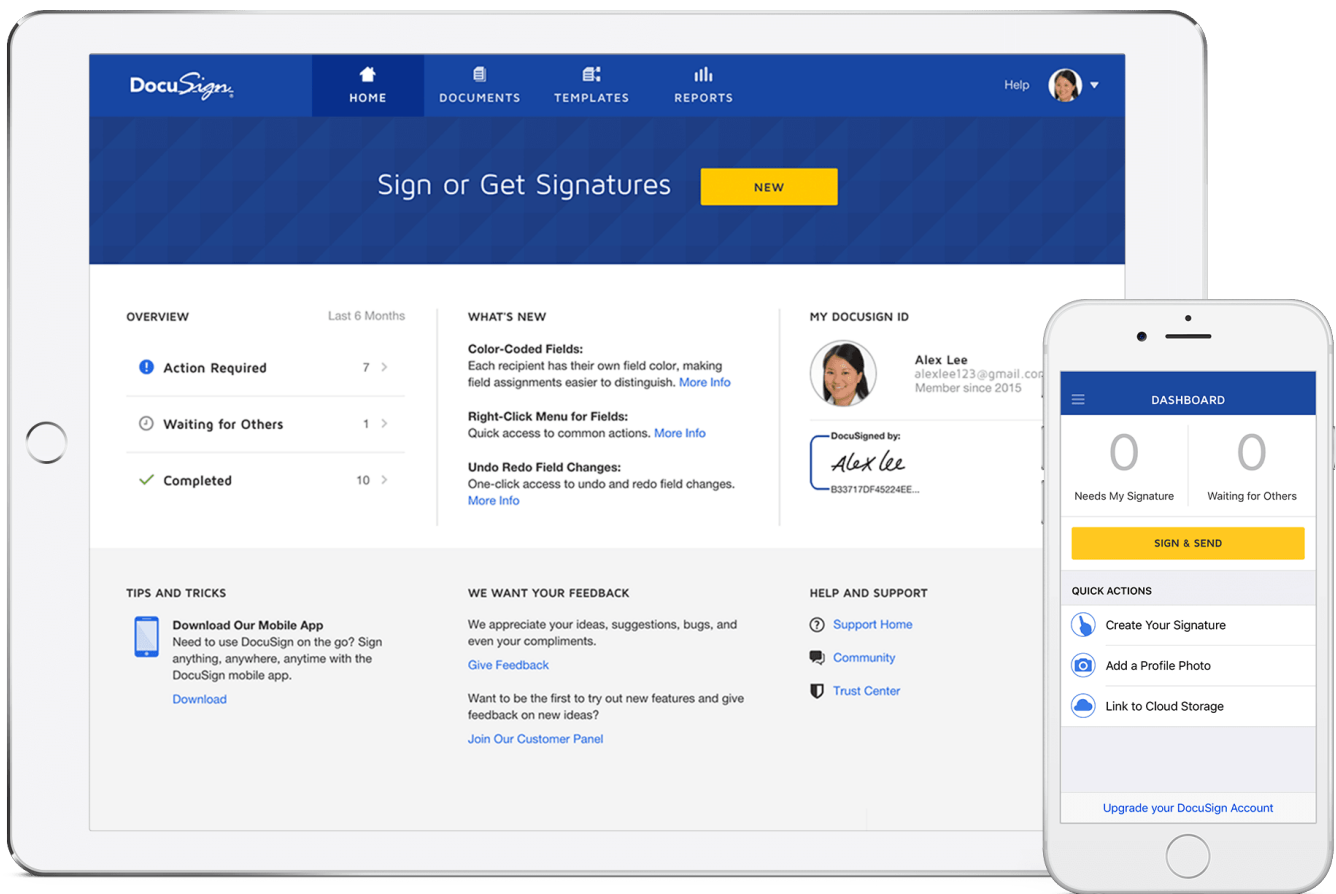 DocuSign
HOME
DOCUMENTS
TEMPLATES
REPORTS
Help
Sign or Get Signatures
NEW
OVERVIEW
Last 6 Months
Action Required 7
Waiting for Others 1
Completed 10
WHAT'S NEW
Color-Coded Fields:
Each recipient has their own field color, making
field assignments easier to distinguish. More Info
Right-Click Menu for Fields:
Quick access to common actions. More Info
Undo Redo Field Changes:
One-click access to undo and redo field changes.
More Info
MY DOCUSIGN ID
Alex Lee
alexlee123@gmail.com
Member since 2015
DocuSigned by:
Alex Lee
B33717DF45224EE...
TIPS AND TRICKS
Download Our Mobile App
Need to use DocuSign on the go? Sign
anything, anywhere, anytime with the
DocuSign mobile app.
Download
WE WANT YOUR FEEDBACK
We appreciate your ideas, suggestions, bugs, and
even your compliments.
Give Feedback
Want to be the first to try out new features and give
feedback on new ideas?
Join Our Customer Panel
HELP AND SUPPORT
Support Home
Community
Trust Center
DASHBOARD
0
Needs My Signature
0
Waiting for Others
SIGN & SEND
QUICK ACTIONS
Create Your Signature
Add a Profile Photo
Link to Cloud Storage
Upgrade your DocuSign Account